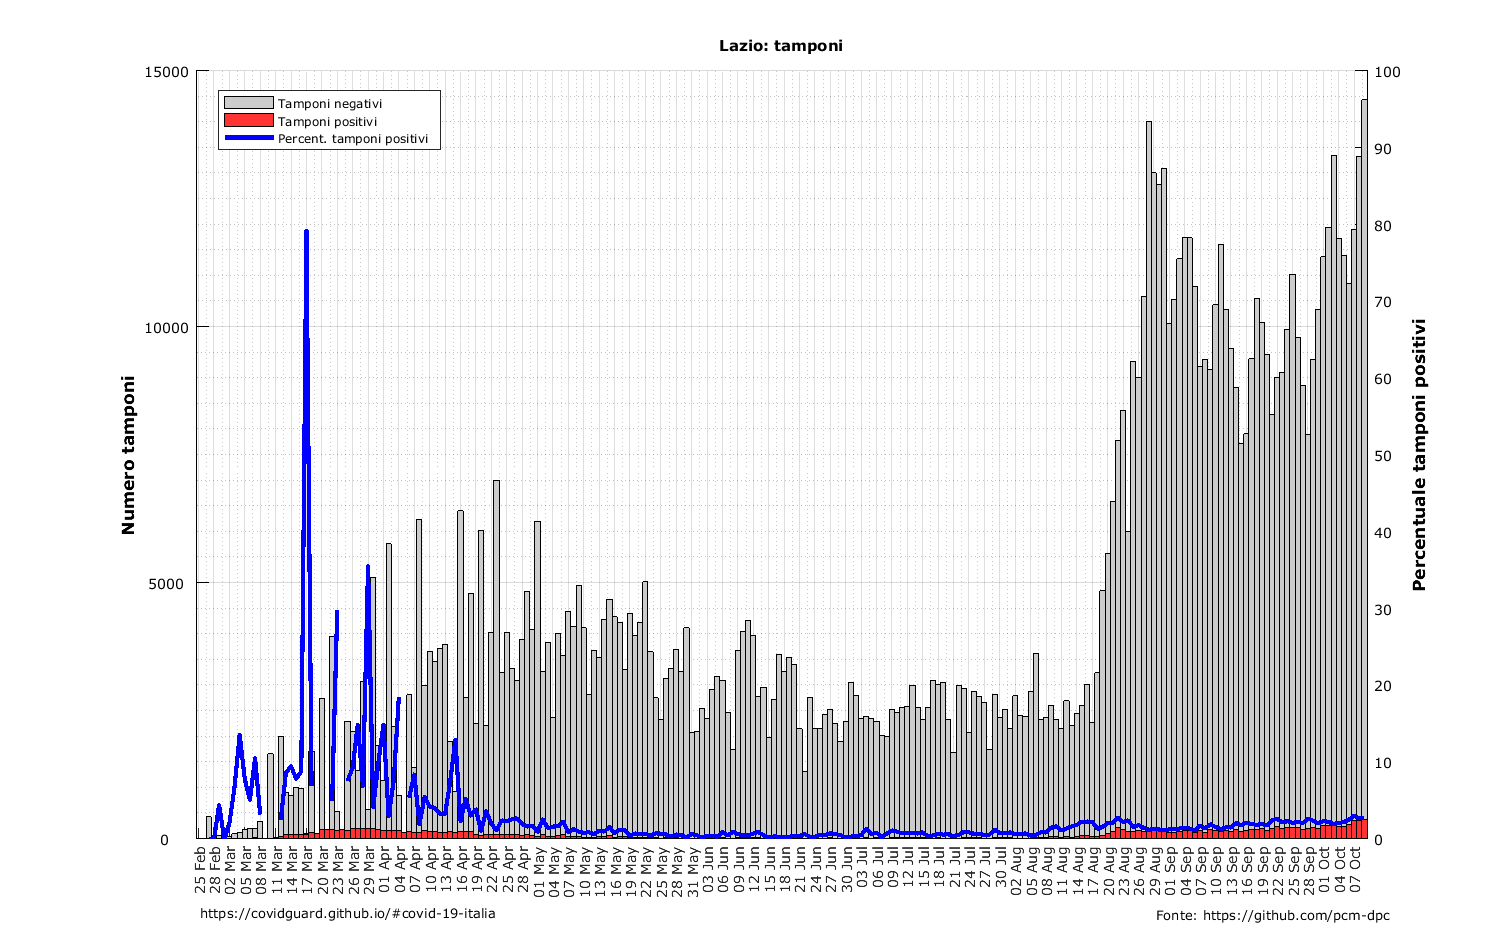 Lazio: tamponi
15000
10000
5000
0
Numero tamponi
Tamponi negativi
Tamponi positivi
Percent. tamponi positivi
100
90
80
70
60
50
40
30
20
10
0
Percentuale tamponi positivi
25 Feb
28 Feb
02 Mar
05 Mar
08 Mar
11 Mar
14 Mar
17 Mar
20 Mar
23 Mar
26 Mar
29 Mar
01 Apr
04 Apr
07 Apr
10 Apr
13 Apr
16 Apr
19 Apr
22 Apr
25 Apr
28 Apr
01 May
04 May
07 May
10 May
13 May
16 May
19 May
22 May
25 May
28 May
31 May
03 Jun
06 Jun
09 Jun
12 Jun
15 Jun
18 Jun
21 Jun
24 Jun
27 Jun
30 Jun
03 Jul
06 Jul
09 Jul
12 Jul
15 Jul
18 Jul
21 Jul
24 Jul
27 Jul
30 Jul
02 Aug
05 Aug
08 Aug
11 Aug
14 Aug
17 Aug
20 Aug
23 Aug
26 Aug
29 Aug
01 Sep
04 Sep
07 Sep
10 Sep
13 Sep
16 Sep
19 Sep
22 Sep
25 Sep
28 Sep
01 Oct
04 Oct
07 Oct
https://covidguard.github.io/#covid-19-italia
Fonte: https://github.com/pcm-dpc